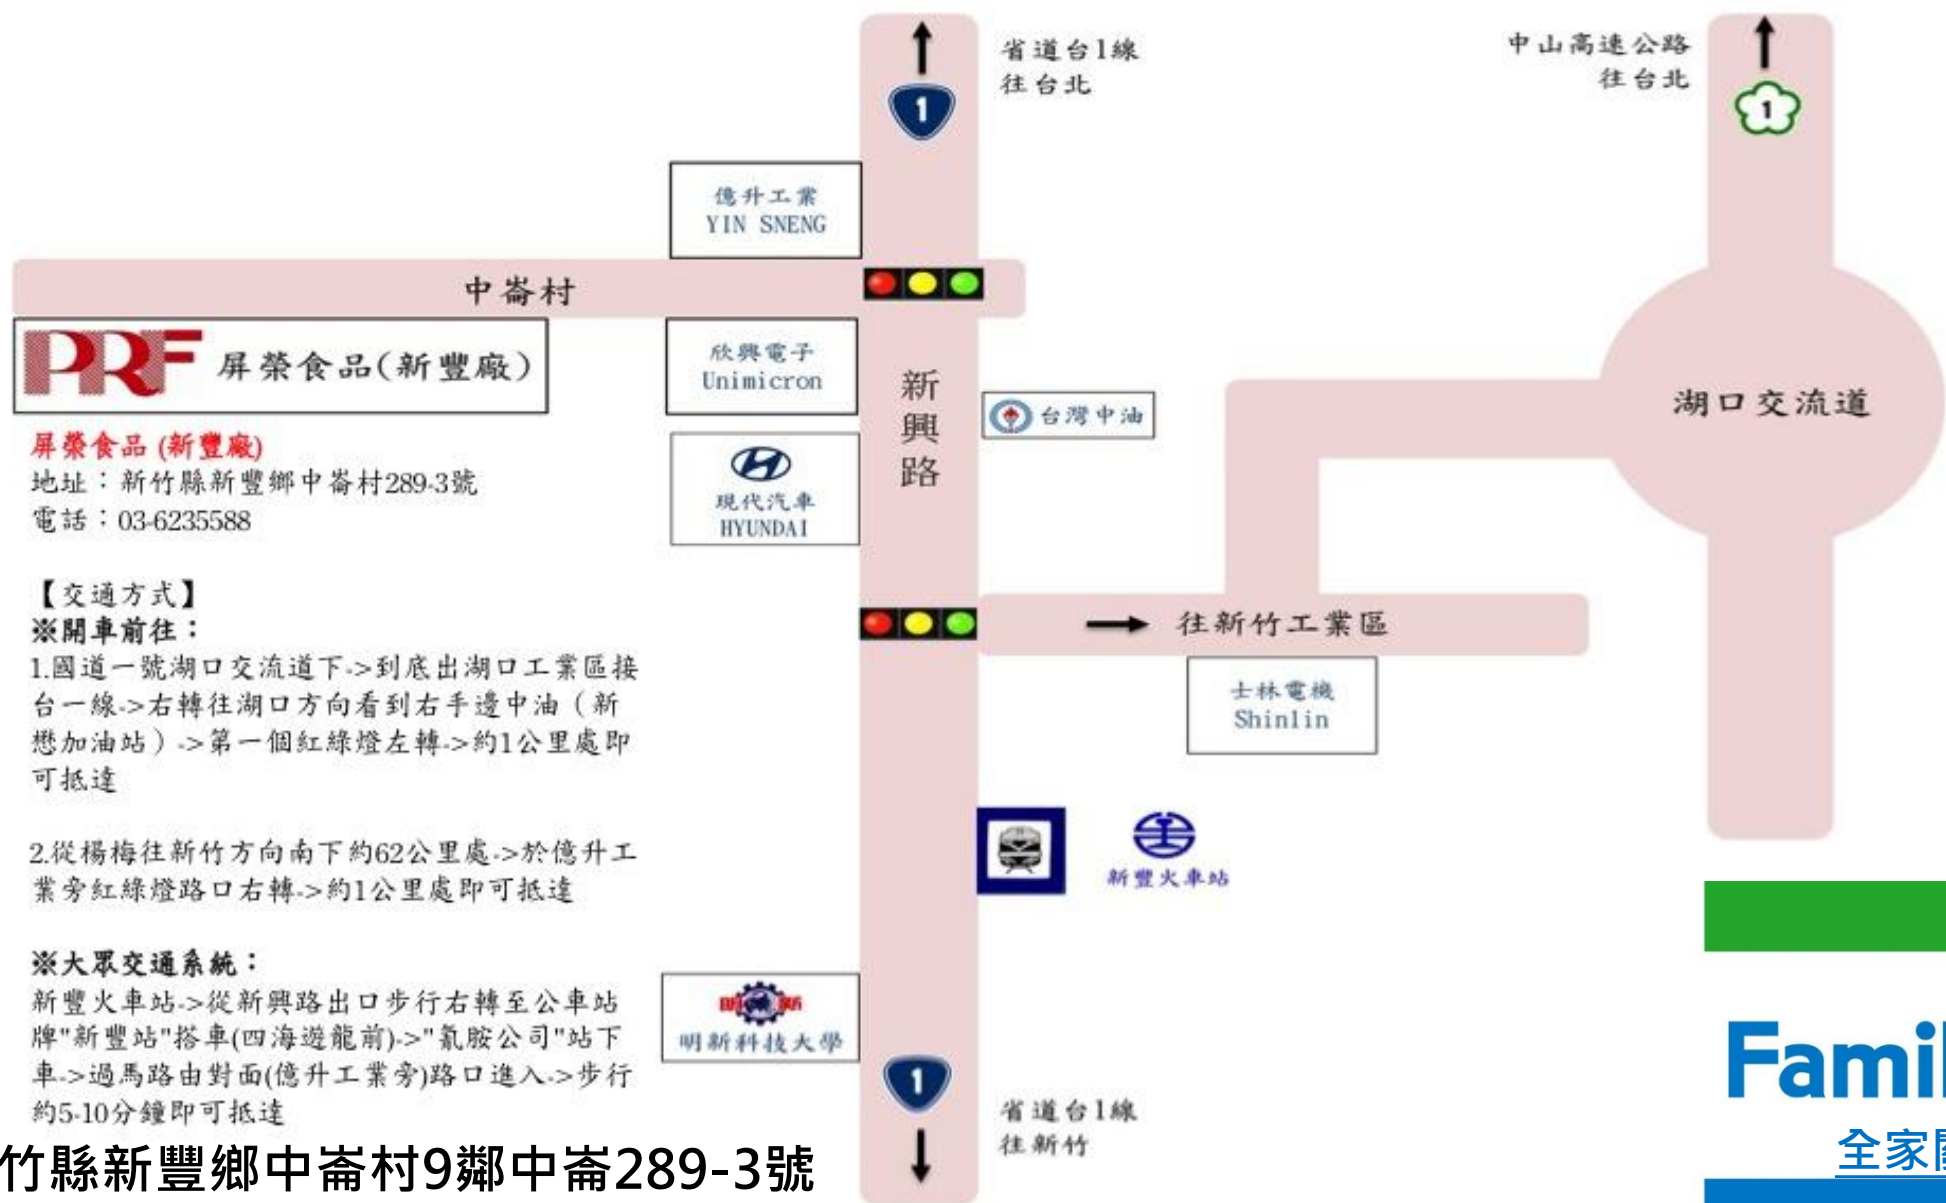 省道台1線
往台北
1
中山高速公路
往台北
1
億升工業
YIN SNENG
中崙村
PRF 屏榮食品(新豐廠)
欣興電子
Unimicron
新興路
台灣中油
湖口交流道
現代汽車
HYUNDAI
屏榮食品 (新豐廠)
地址：新竹縣新豐鄉中崙村289-3號
電話：03-6235588
【交通方式】
※開車前往：
1.國道一號湖口交流道下->到底出湖口工業區接
台一線->右轉往湖口方向看到右手邊中油（新
懋加油站）->第一個紅綠燈左轉->約1公里處即
可抵達
2.從楊梅往新竹方向南下約62公里處->於億升工
業旁紅綠燈路口右轉->約1公里處即可抵達
※大眾交通系統：
新豐火車站->從新興路出口步行右轉至公車站
牌"新豐站"搭車(四海遊龍前)->"氰胺公司"站下
車->過馬路由對面(億升工業旁)路口進入->步行
約5-10分鐘即可抵達
往新竹工業區
士林電機
Shinlin
新豐火車站
明新
明新科技大學
1
省道台1線
往新竹
竹縣新豐鄉中崙村9鄰中崙289-3號
Famil
全家